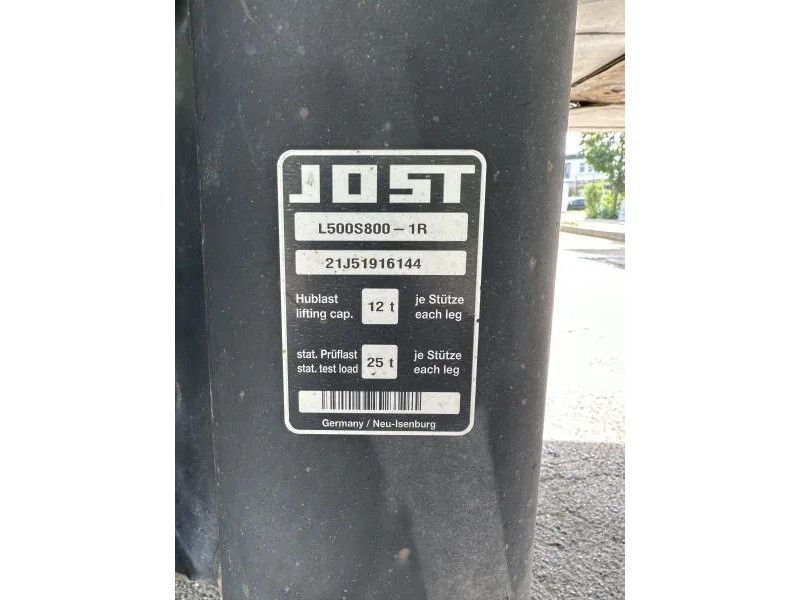 JOST
L500S800-1R
21J51916144
Hublast 12 t je Stütze
lifting cap. each leg
stat. Prüflast 25 t je Stütze
stat. test load each leg
Germany / Neu-Isenburg